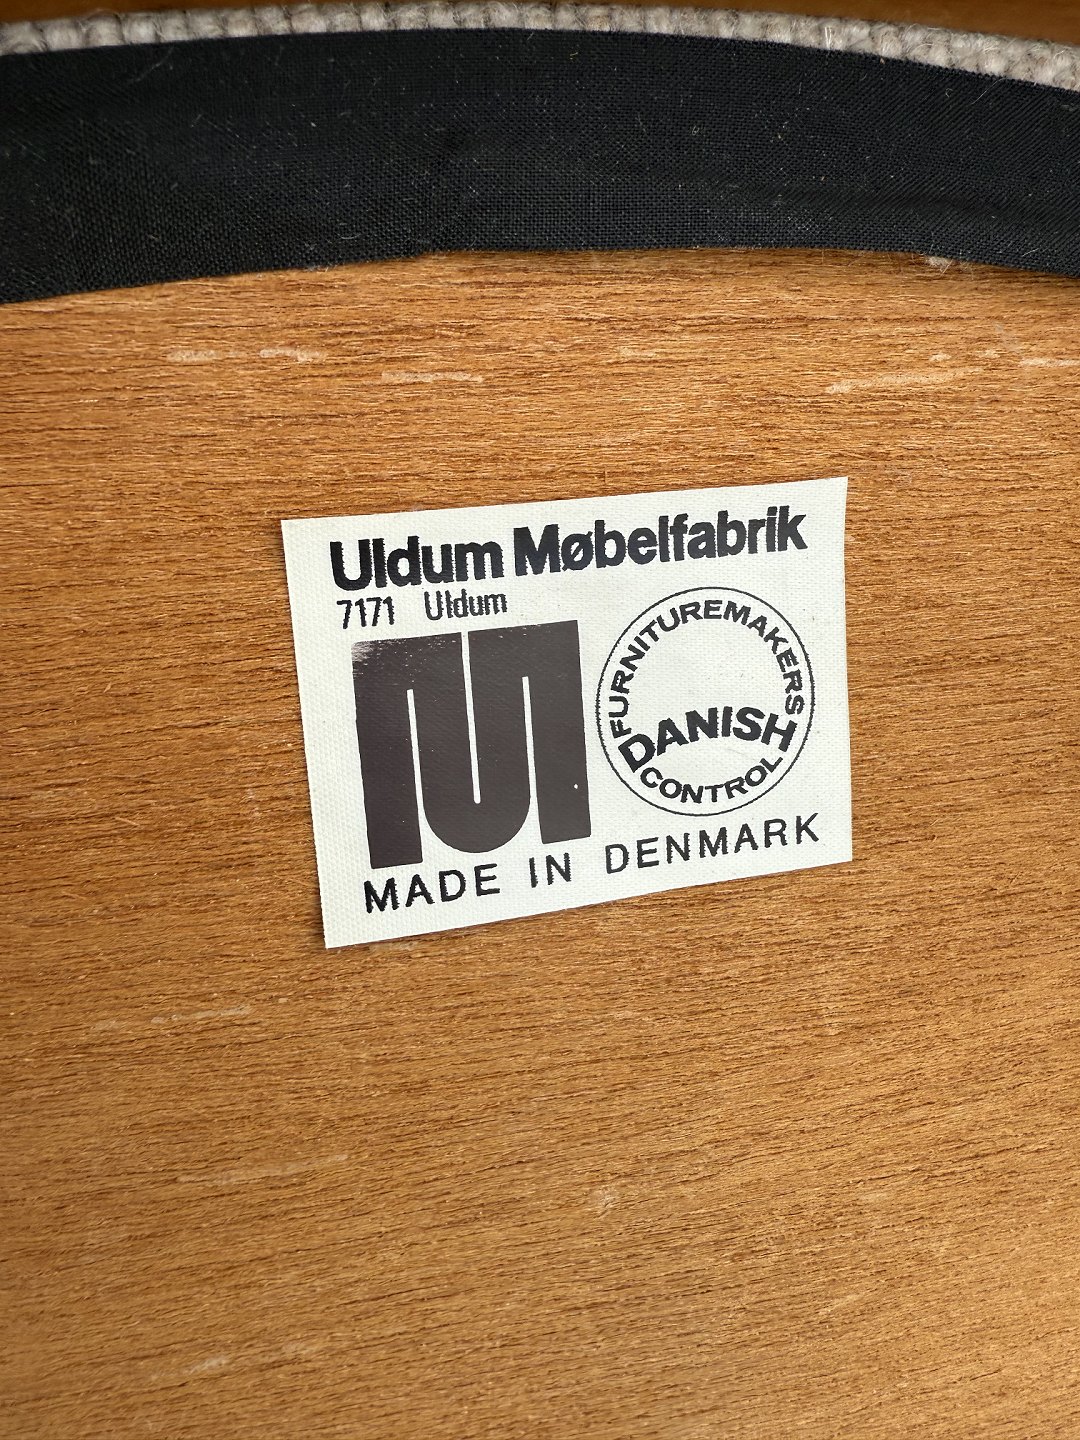 Uldum Møbelfabrik
7171 Uldum
FURNITUREMAKERS
DANISH
CONTROL
MADE IN DENMARK